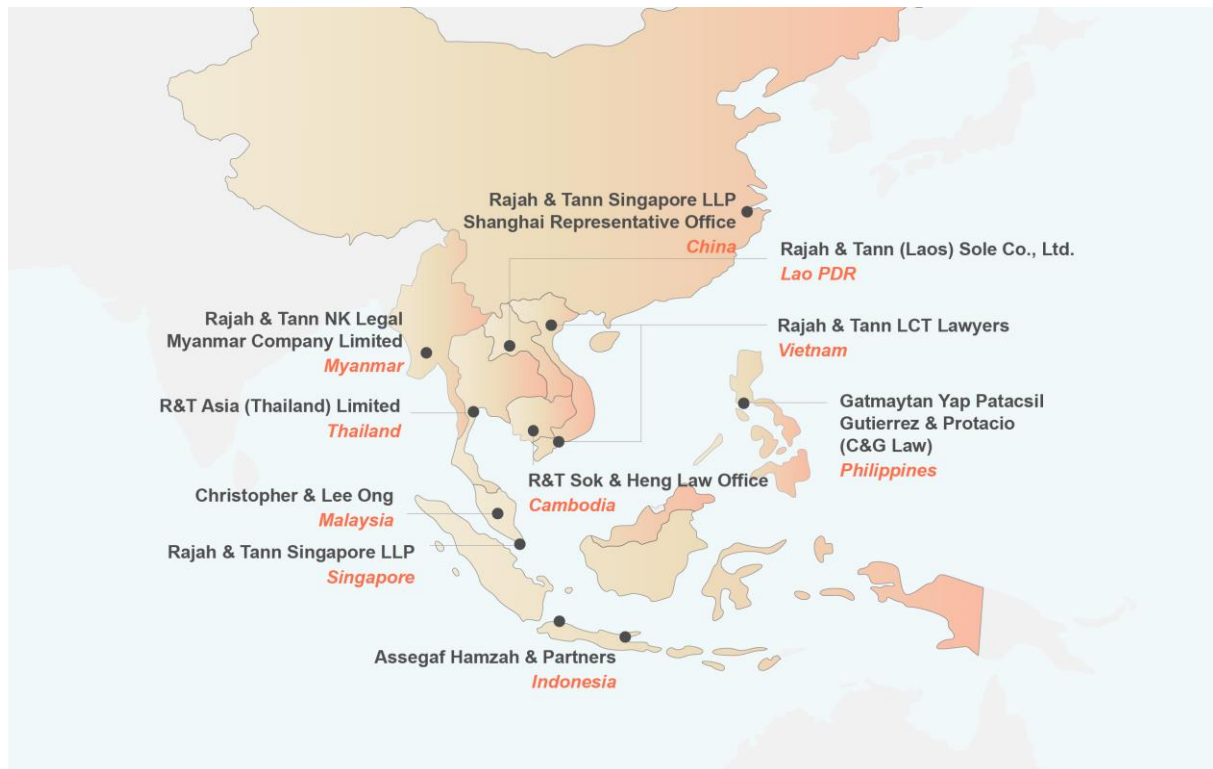 Rajah & Tann Singapore LLP
Shanghai Representative Office
China
Rajah & Tann (Laos) Sole Co., Ltd.
Lao PDR
Rajah & Tann NK Legal
Myanmar Company Limited
Myanmar
Rajah & Tann LCT Lawyers
Vietnam
R&T Asia (Thailand) Limited
Thailand
Gatmaytan Yap Patacsil
Gutierrez & Protacio
(C&G Law)
Philippines
R&T Sok & Heng Law Office
Cambodia
Christopher & Lee Ong
Malaysia
Rajah & Tann Singapore LLP
Singapore
Assegaf Hamzah & Partners
Indonesia